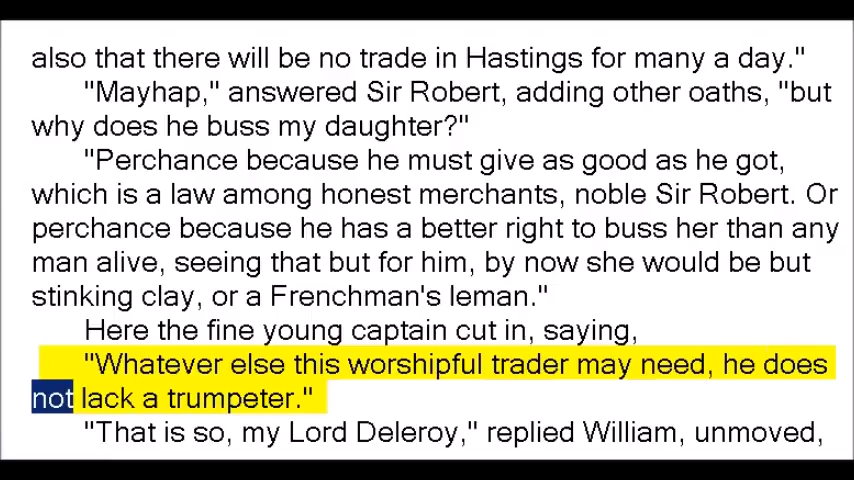 also that there will be no trade in Hastings for many a day."
"Mayhap," answered Sir Robert, adding other oaths, "but
why does he buss my daughter?"
"Perchance because he must give as good as he got,
which is a law among honest merchants, noble Sir Robert. Or
perchance because he has a better right to buss her than any
man alive, seeing that but for him, by now she would be but
stinking clay, or a Frenchman's leman."
Here the fine young captain cut in, saying,
"Whatever else this worshipful trader may need, he does
not lack a trumpeter."
"That is so, my Lord Deleroy," replied William, unmoved,